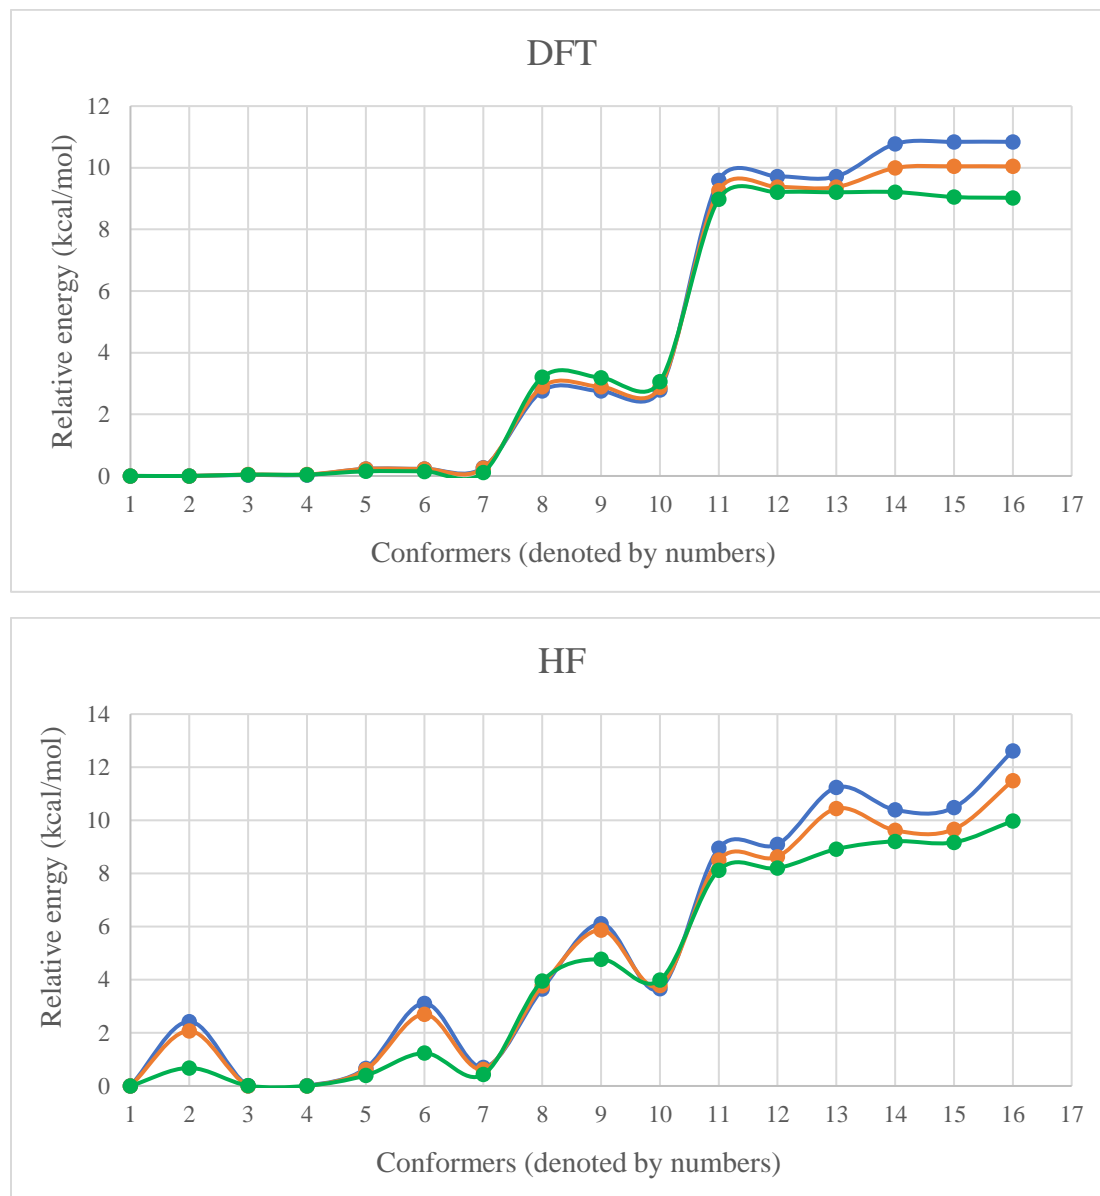 DFT
12
10
8
6
4
2
0
Relative energy (kcal/mol)
1 2 3 4 5 6 7 8 9 10 11 12 13 14 15 16 17
Conformers (denoted by numbers)
HF
14
12
10
8
6
4
2
0
Relative enrgy (kcal/mol)
1 2 3 4 5 6 7 8 9 10 11 12 13 14 15 16 17
Conformers (denoted by numbers)